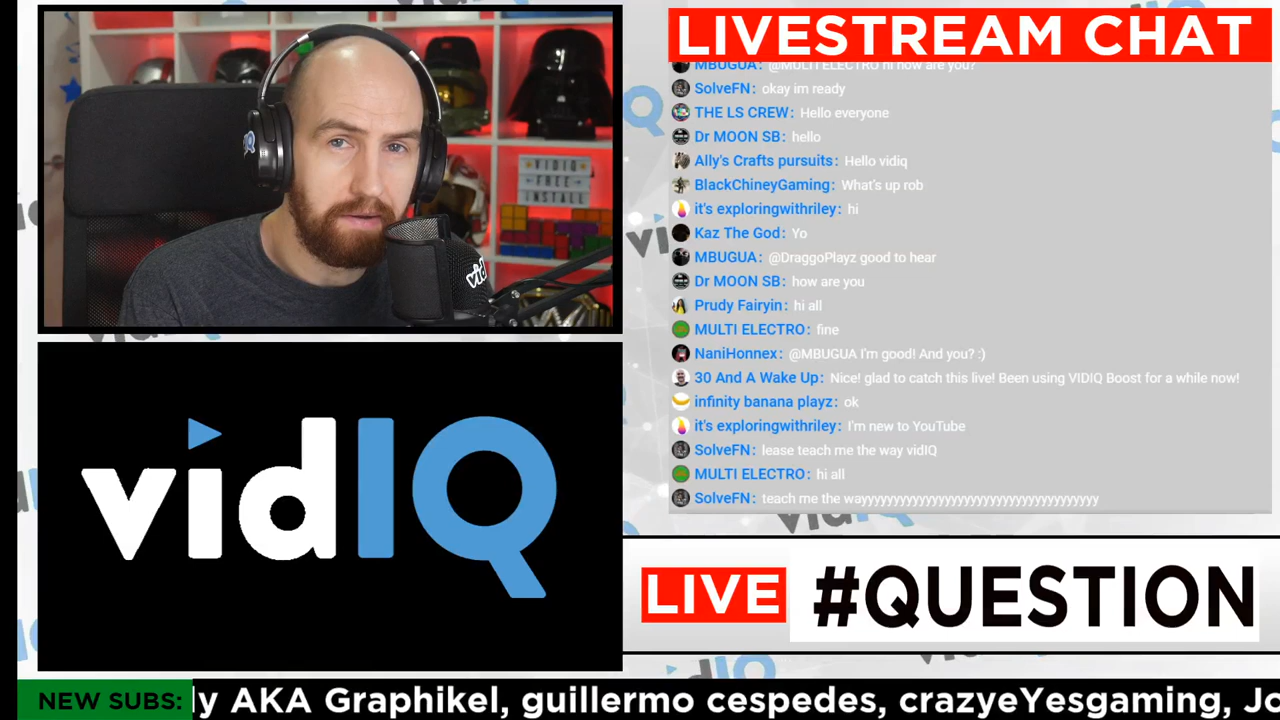 LIVESTREAM CHAT
MBUGUA: @MULTI ELECTRO hi how are you?
SolveFN: okay im ready
THE LS CREW: Hello everyone
Dr MOON SB: hello
Ally's Crafts pursuits: Hello vidiq
BlackChineyGaming: What's up rob
it's exploringwithriley: hi
Kaz The God: Yo
MBUGUA: @DraggoPlayz good to hear
Dr MOON SB: how are you
Prudy Fairyin: hi all
MULTI ELECTRO: fine
NaniHonnex: @MBUGUA I'm good! And you? :)
30 And A Wake Up: Nice! glad to catch this live! Been using VIDIQ Boost for a while now!
infinity banana playz: ok
it's exploringwithriley: I'm new to YouTube
SolveFN: lease teach me the way vidIQ
MULTI ELECTRO: hi all
SolveFN: teach me the wayyyyyyyyyyyyyyyyyyyyyyyyyyyyyyyyyyyy
VIDIQ
FREE
INSTALL
vid
vidIQ
LIVE #QUESTION
NEW SUBS: ly AKA Graphikel, guillermo cespedes, crazyeYesgaming, Jo